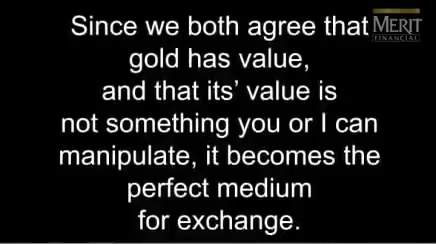 Since we both agree that
gold has value,
and that its’ value is
not something you or I can
manipulate, it becomes the
perfect medium
for exchange.
MERIT
FINANCIAL